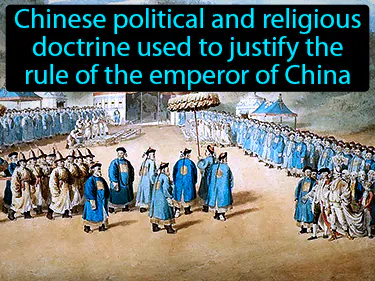 Chinese political and religious
doctrine used to justify the
rule of the emperor of China